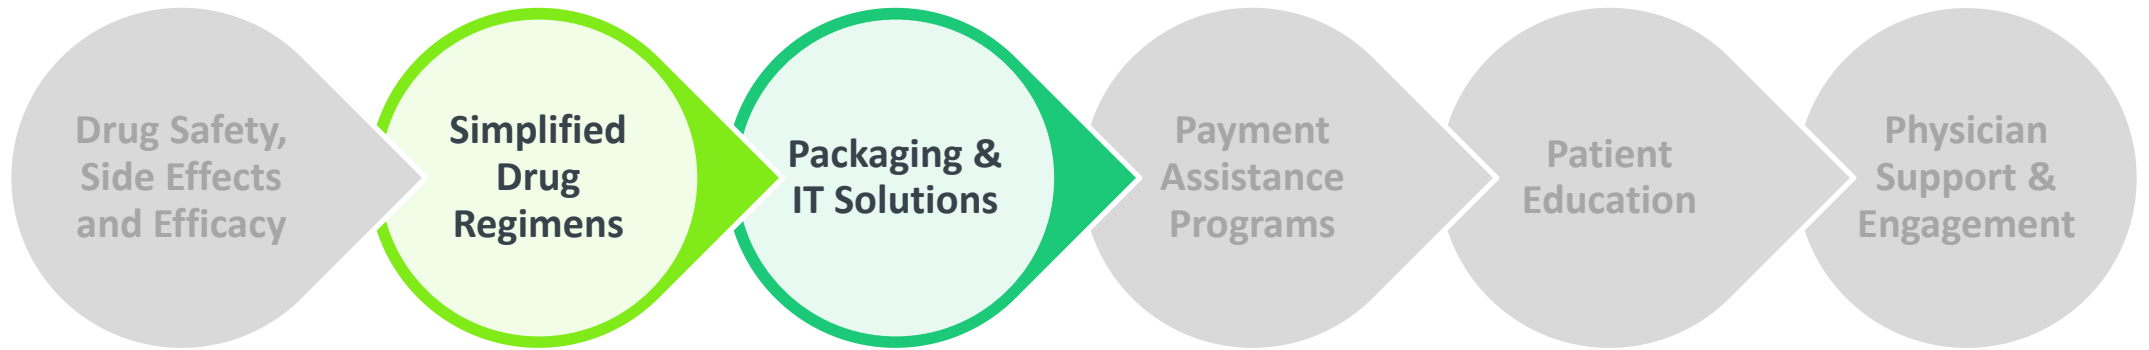 Drug Safety,
Side Effects
and Efficacy
Simplified
Drug
Regimens
Packaging &
IT Solutions
Payment
Assistance
Programs
Patient
Education
Physician
Support &
Engagement